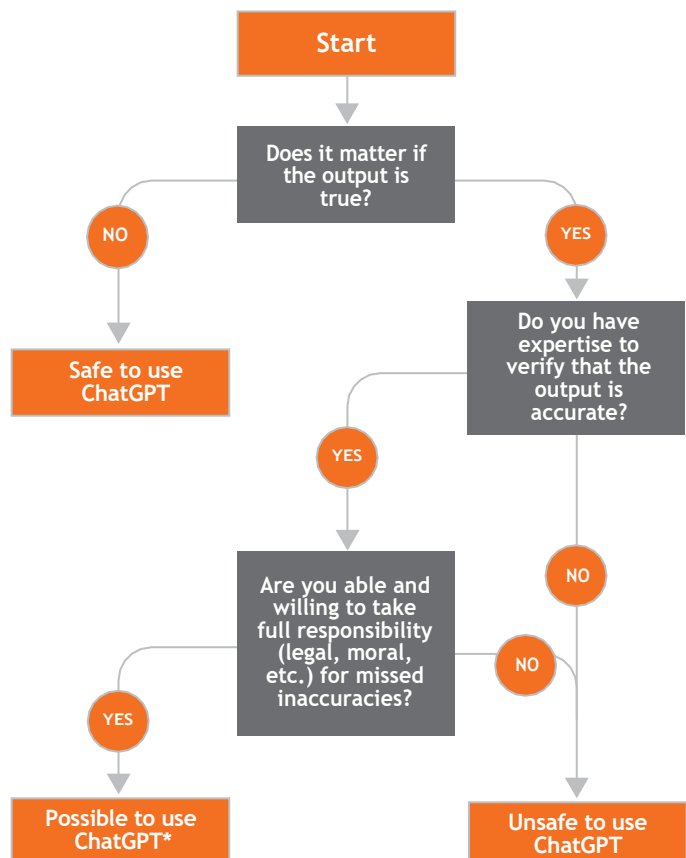 Start
Does it matter if
the output is
true?
NO
YES
Safe to use
ChatGPT
Do you have
expertise to
verify that the
output is
accurate?
YES
NO
Are you able and
willing to take
full responsibility
(legal, moral,
etc.) for missed
inaccuracies?
NO
YES
Possible to use
ChatGPT*
Unsafe to use
ChatGPT